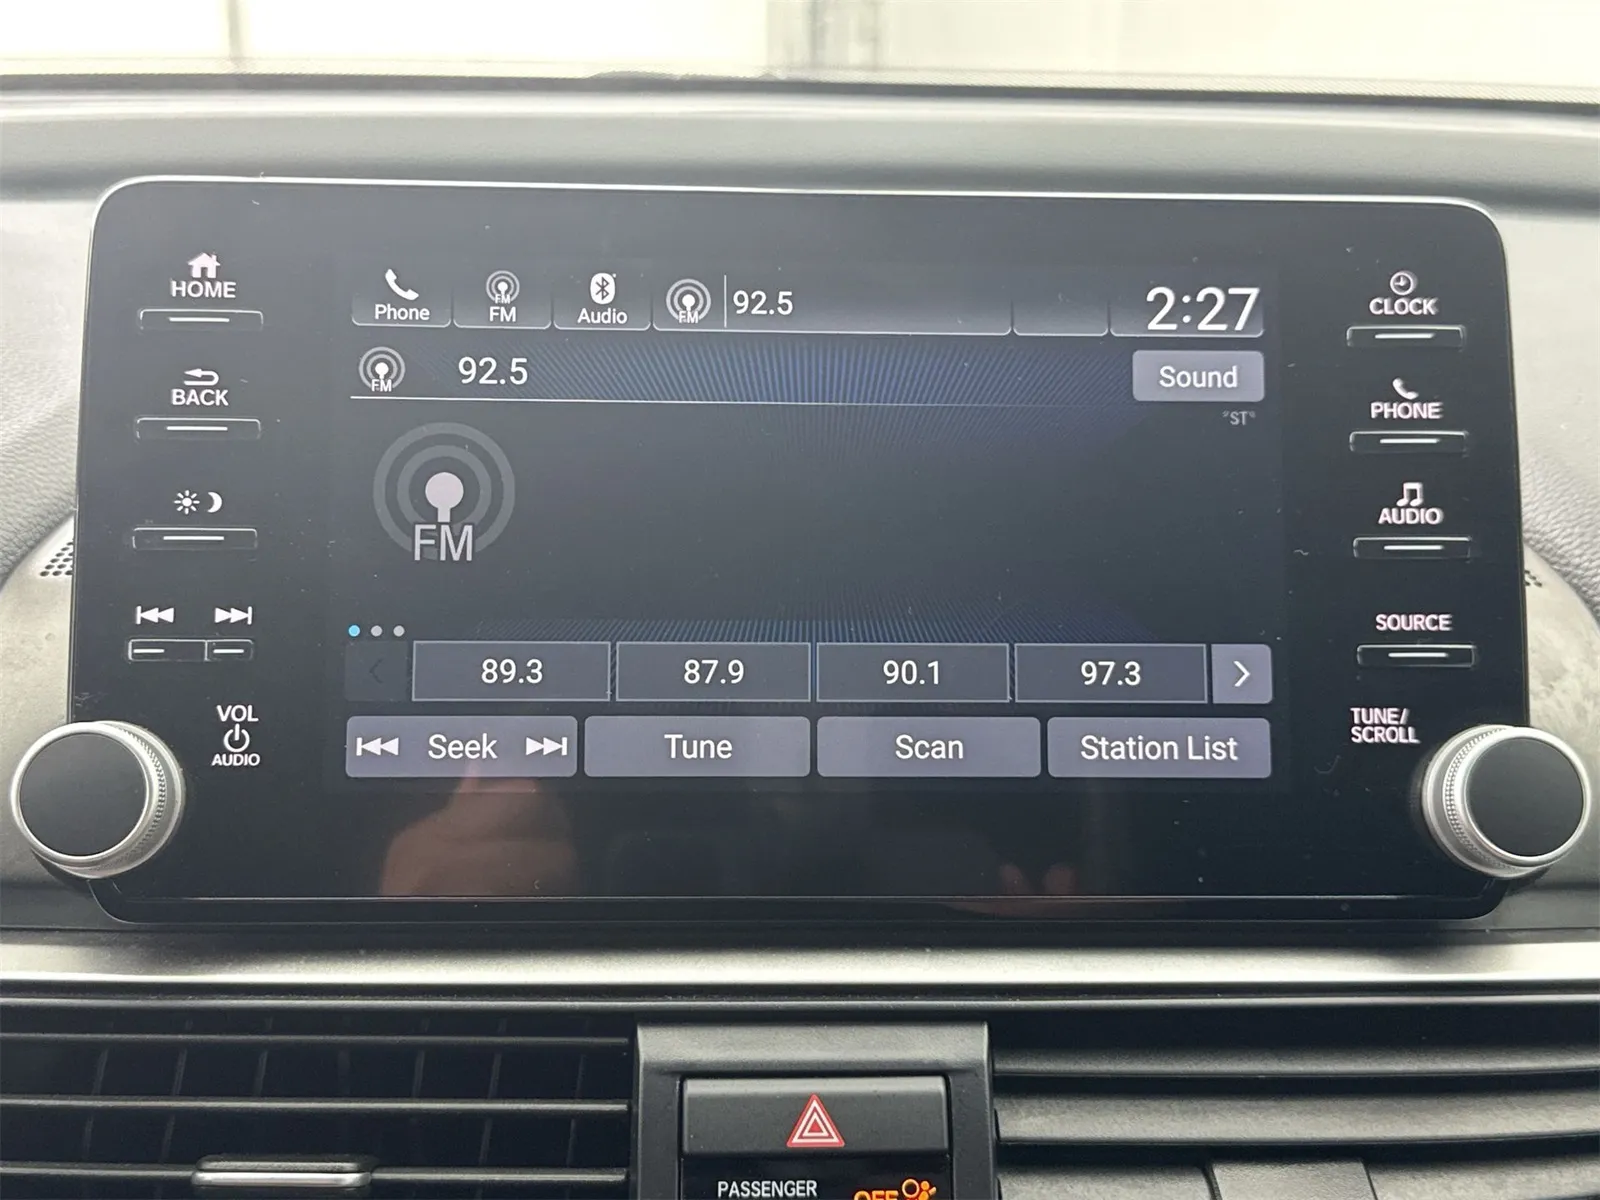 HOME
BACK
VOL
AUDIO
Phone
FM
FM
Audio
FM
92.5
2:27
FM
92.5
Sound
°ST°
FM
89.3
87.9
90.1
97.3
Seek
Tune
Scan
Station List
CLOCK
PHONE
AUDIO
SOURCE
TUNE/
SCROLL
PASSENGER
OFF